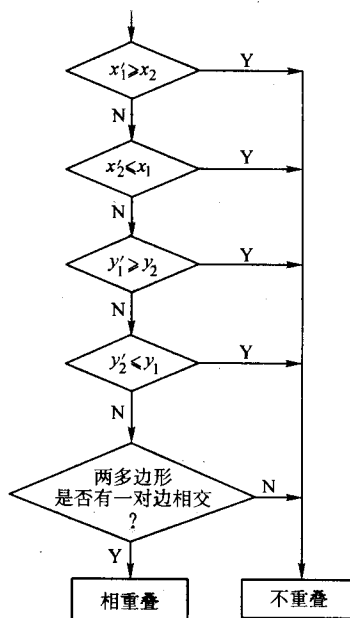 x′₁≥x₂
Y
N
x′₂≤x₁
Y
N
y′₁≥y₂
Y
N
y′₂≤y₁
Y
N
两多边形
是否有一对边相交
?
N
Y
相重叠
不重叠